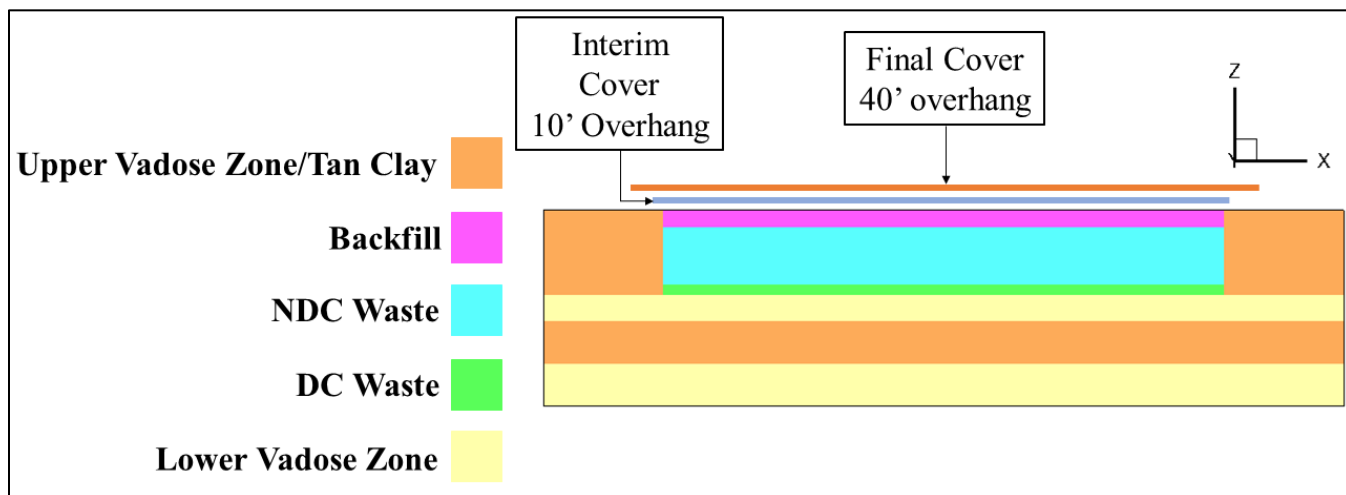 Interim
Cover
10’ Overhang
Final Cover
40’ overhang
Z
Y
X
Upper Vadose Zone/Tan Clay
Backfill
NDC Waste
DC Waste
Lower Vadose Zone